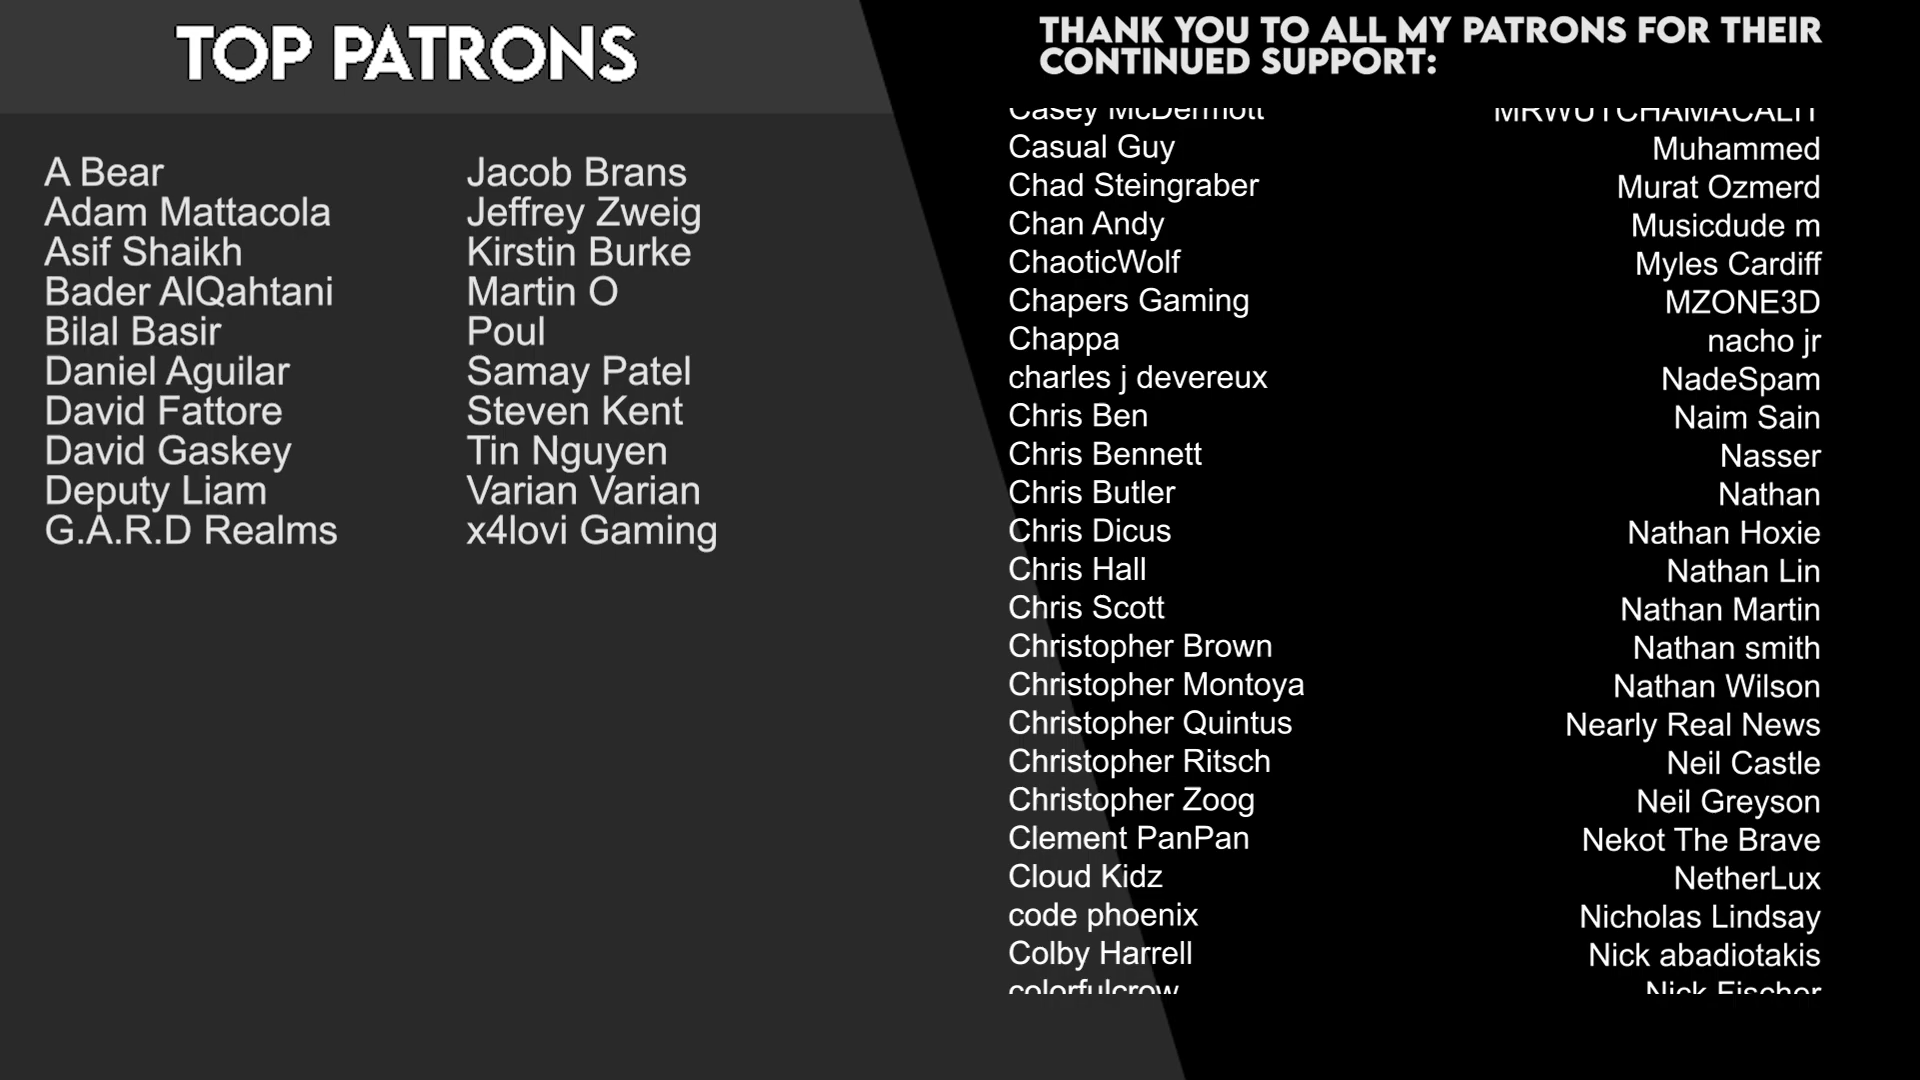 TOP PATRONS
A Bear
Adam Mattacola
Asif Shaikh
Bader AlQahtani
Bilal Basir
Daniel Aguilar
David Fattore
David Gaskey
Deputy Liam
G.A.R.D Realms
Jacob Brans
Jeffrey Zweig
Kirstin Burke
Martin O
Poul
Samay Patel
Steven Kent
Tin Nguyen
Varian Varian
x4lovi Gaming
THANK YOU TO ALL MY PATRONS FOR THEIR
CONTINUED SUPPORT:
Casey McDermott
Casual Guy
Chad Steingraber
Chan Andy
ChaoticWolf
Chapers Gaming
Chappa
charles j devereux
Chris Ben
Chris Bennett
Chris Butler
Chris Dicus
Chris Hall
Chris Scott
Christopher Brown
Christopher Montoya
Christopher Quintus
Christopher Ritsch
Christopher Zoog
Clement PanPan
Cloud Kidz
code phoenix
Colby Harrell
colorfulcrow
MRWUTCHAMACALIT
Muhammed
Murat Ozmerd
Musicdude m
Myles Cardiff
MZONE3D
nacho jr
NadeSpam
Naim Sain
Nasser
Nathan
Nathan Hoxie
Nathan Lin
Nathan Martin
Nathan smith
Nathan Wilson
Nearly Real News
Neil Castle
Neil Greyson
Nekot The Brave
NetherLux
Nicholas Lindsay
Nick abadiotakis
Nick Fischer